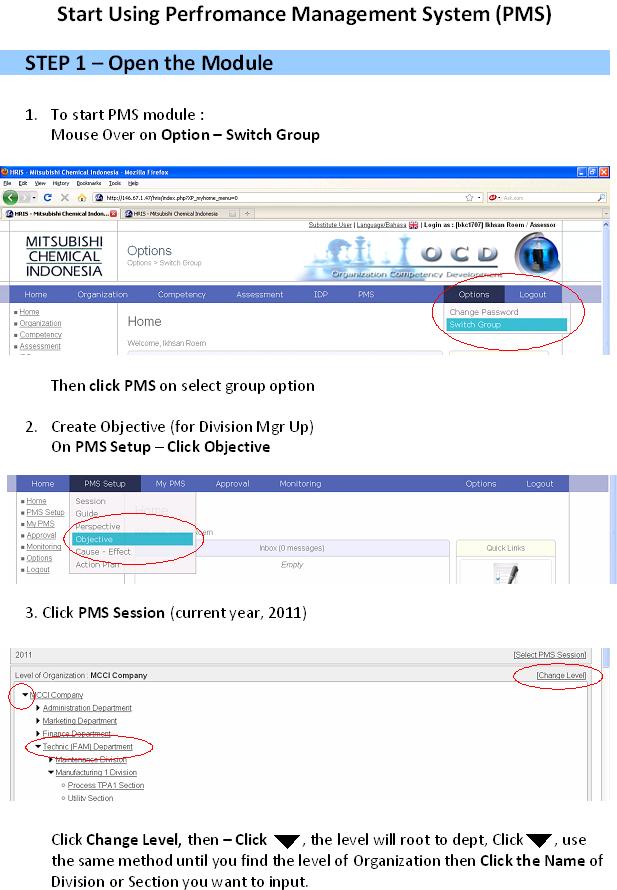 Start Using Perfromance Management System (PMS)
STEP 1 – Open the Module
1. To start PMS module :
Mouse Over on Option – Switch Group
HRIS - Mitsubishi Chemical Indonesia - Mozilla Firefox
File Edit View History Bookmarks Tools Help
http://146.67.1.47/hris/index.php?XP_myhome_menu=0
Ask.com
HRIS - Mitsubishi Chemical Indon...
HRIS - Mitsubishi Chemical Indonesia
Substitute User | Language/Bahasa | Login as : [bkc1707] Ikhsan Roem / Assessor
MITSUBISHI
CHEMICAL
INDONESIA
Options
Options > Switch Group
OCD
Organization Competency Development
Home Organization Competency Assessment IDP PMS Options Logout
Home
Organization
Competency
Assessment
Home
Welcome, Ikhsan Roem
Change Password
Switch Group
Then click PMS on select group option
2. Create Objective (for Division Mgr Up)
On PMS Setup – Click Objective
Home PMS Setup My PMS Approval Monitoring Options Logout
Home
PMS Setup
My PMS
Approval
Monitoring
Options
Logout
Session
Guide
Perspective
Objective
Cause - Effect
Action Plan
Inbox (0 messages)
Empty
Quick Links
3. Click PMS Session (current year, 2011)
2011 [Select PMS Session]
Level of Organization : MCCI Company [Change Level]
MCCI Company
Administration Department
Marketing Department
Finance Department
Technic (FAM) Department
Maintenance Division
Manufacturing 1 Division
Process TPA1 Section
Utility Section
Click Change Level, then – Click , the level will root to dept, Click , use
the same method until you find the level of Organization then Click the Name of
Division or Section you want to input.